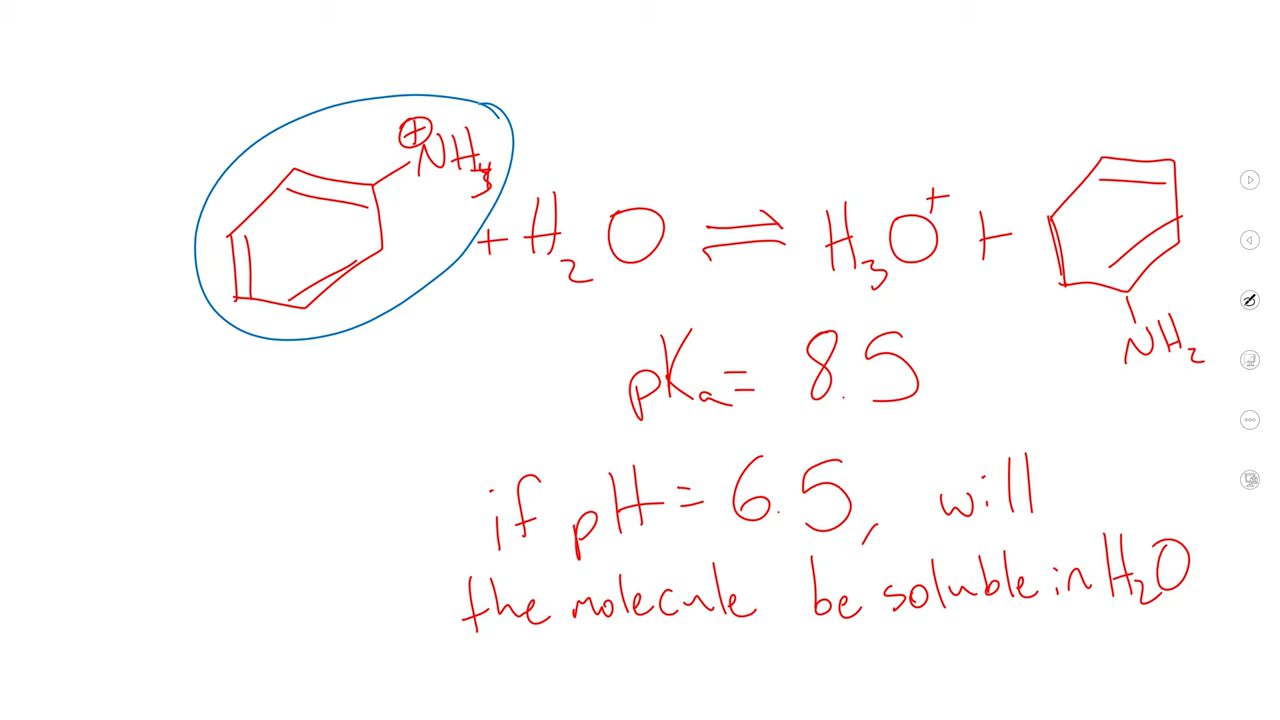 ⊕NH₃ + H₂O ⇌ H₃O⁺ + NH₂
pKa = 8.5
if pH = 6.5, will
the molecule be soluble in H₂O